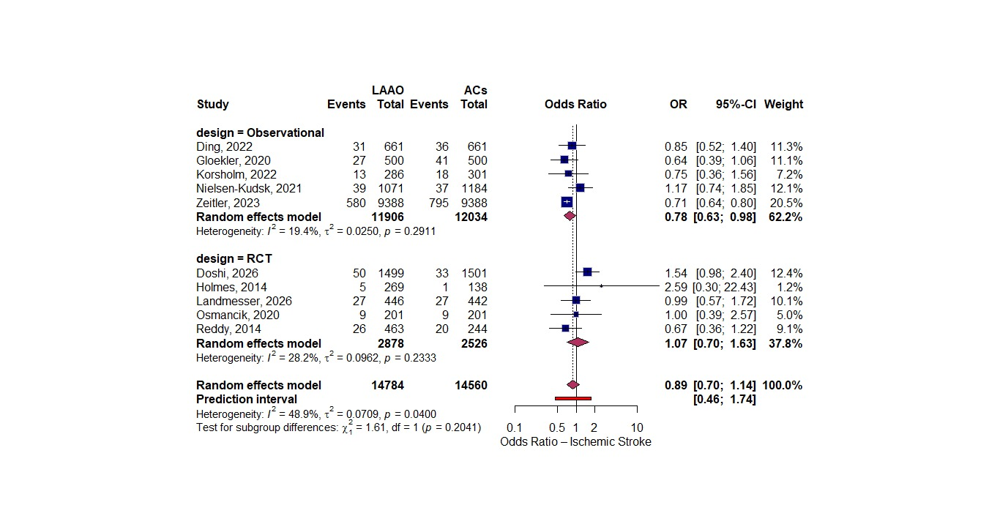 LAAO ACs
Study Events Total Events Total Odds Ratio OR 95%-CI Weight
design = Observational
Ding, 2022 31 661 36 661 0.85 [0.52; 1.40] 11.3%
Gloekler, 2020 27 500 41 500 0.64 [0.39; 1.06] 11.1%
Korsholm, 2022 13 286 18 301 0.75 [0.36; 1.56] 7.2%
Nielsen-Kudsk, 2021 39 1071 37 1184 1.17 [0.74; 1.85] 12.1%
Zeitler, 2023 580 9388 795 9388 0.71 [0.64; 0.80] 20.5%
Random effects model 11906 12034 0.78 [0.63; 0.98] 62.2%
Heterogeneity: I² = 19.4%, τ² = 0.0250, p = 0.2911
design = RCT
Doshi, 2026 50 1499 33 1501 1.54 [0.98; 2.40] 12.4%
Holmes, 2014 5 269 1 138 2.59 [0.30; 22.43] 1.2%
Landmesser, 2026 27 446 27 442 0.99 [0.57; 1.72] 10.1%
Osmancik, 2020 9 201 9 201 1.00 [0.39; 2.57] 5.0%
Reddy, 2014 26 463 20 244 0.67 [0.36; 1.22] 9.1%
Random effects model 2878 2526 1.07 [0.70; 1.63] 37.8%
Heterogeneity: I² = 28.2%, τ² = 0.0962, p = 0.2333
Random effects model 14784 14560 0.89 [0.70; 1.14] 100.0%
Prediction interval [0.46; 1.74]
Heterogeneity: I² = 48.9%, τ² = 0.0709, p = 0.0400
Test for subgroup differences: χ²₁ = 1.61, df = 1 (p = 0.2041)
0.1 0.5 1 2 10
Odds Ratio – Ischemic Stroke